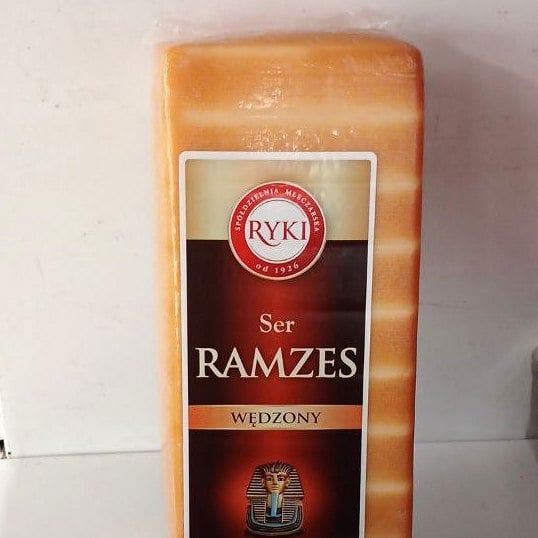 SPÓŁDZIELNIA MLECZARSKA
RYKI
od 1926
Ser
RAMZES
WĘDZONY